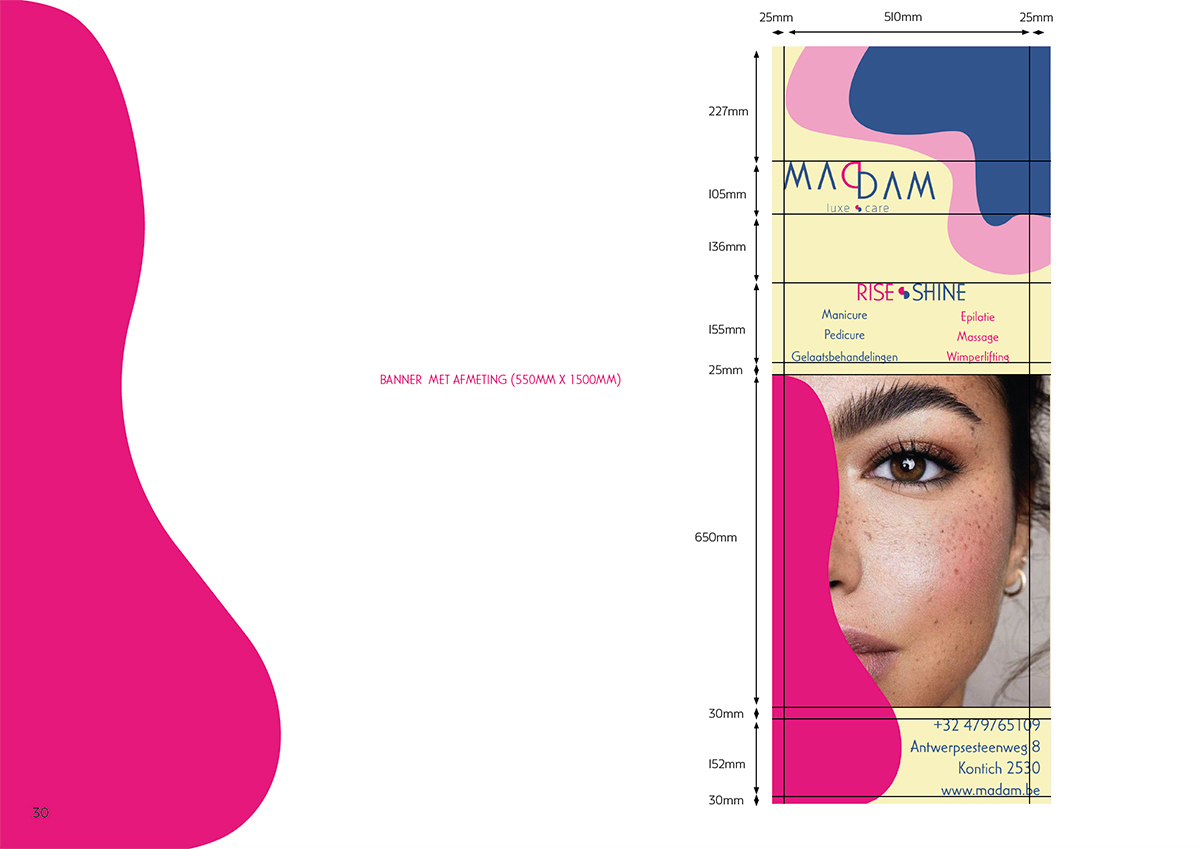 25mm 510mm 25mm
227mm
MADDAM
105mm
luxe care
136mm
RISE SHINE
Manicure Epilatie
155mm
Pedicure Massage
Gelaatsbehandelingen Wimperlifting
25mm
BANNER MET AFMETING (550MM X 1500MM)
650mm
30mm
+32 479765109
Antwerpsesteenweg 8
152mm
Kontich 2530
www.madam.be
30mm
30